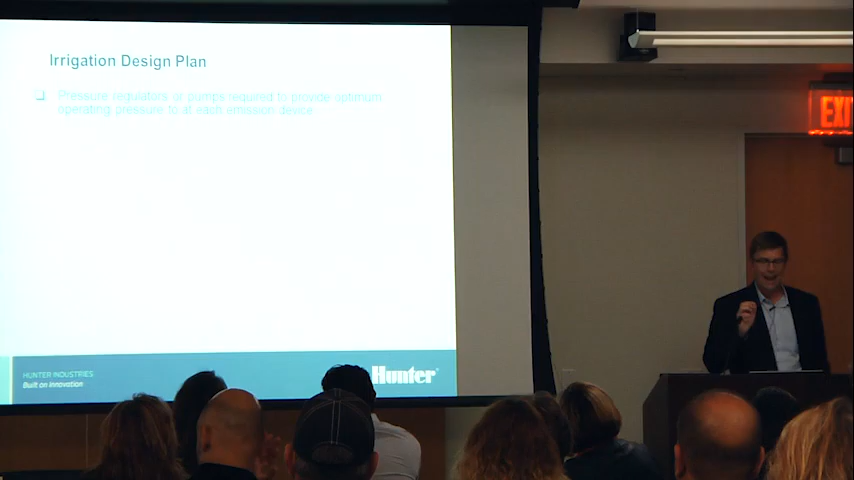 Irrigation Design Plan
Pressure regulators or pumps required to provide optimum
operating pressure to at each emission device
HUNTER INDUSTRIES
Built on Innovation
Hunter
EXI